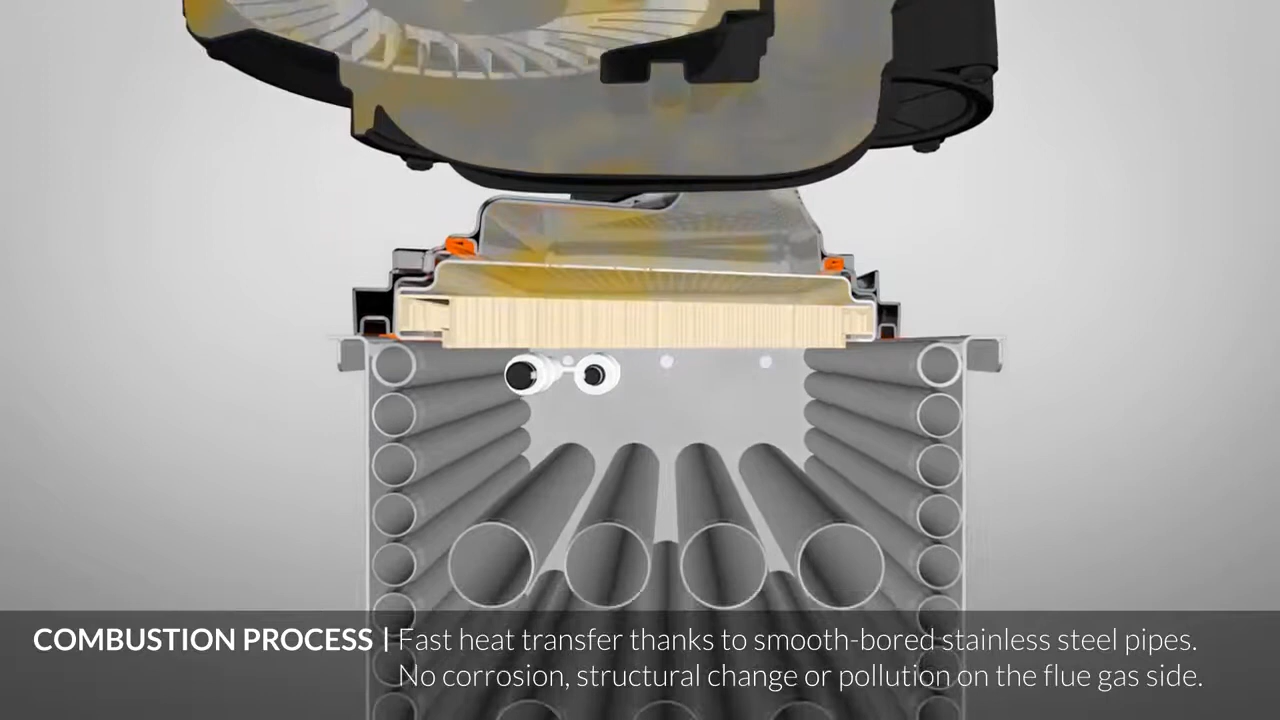 COMBUSTION PROCESS | Fast heat transfer thanks to smooth-bored stainless steel pipes.
No corrosion, structural change or pollution on the flue gas side.